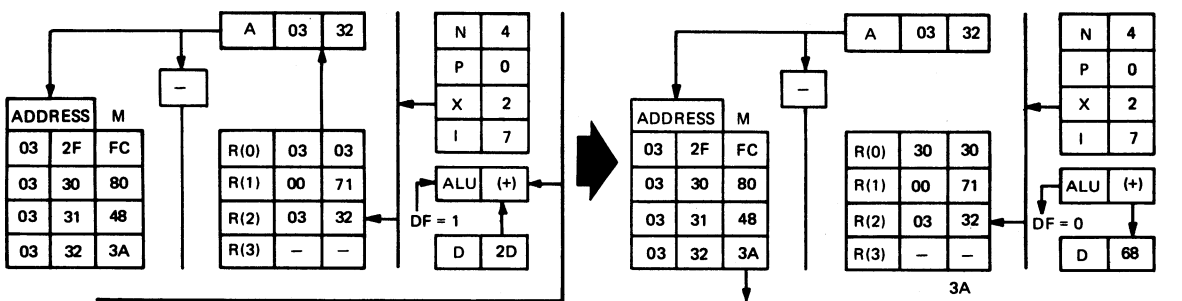 A 03 32
N 4
P 0
X 2
I 7
–
ADDRESS M
03 2F FC
03 30 80
03 31 48
03 32 3A
R(0) 03 03
R(1) 00 71
R(2) 03 32
R(3) – –
ALU (+)
DF = 1
D 2D
A 03 32
N 4
P 0
X 2
I 7
–
ADDRESS M
03 2F FC
03 30 80
03 31 48
03 32 3A
R(0) 30 30
R(1) 00 71
R(2) 03 32
R(3) – –
3A
ALU (+)
DF = 0
D 68